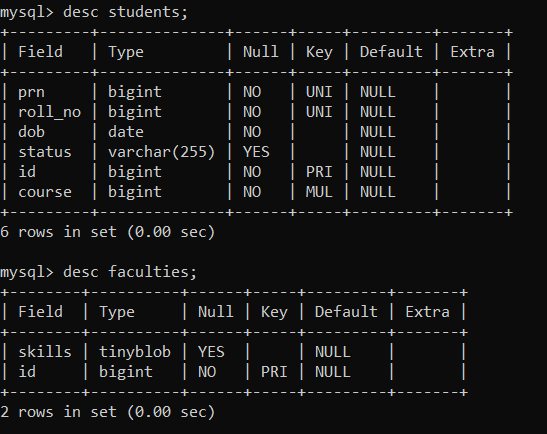 mysql> desc students;
+---------+--------------+------+-----+---------+-------+
| Field   | Type         | Null | Key | Default | Extra |
+---------+--------------+------+-----+---------+-------+
| prn     | bigint       | NO   | UNI | NULL    |       |
| roll_no | bigint       | NO   | UNI | NULL    |       |
| dob     | date         | NO   |     | NULL    |       |
| status  | varchar(255) | YES  |     | NULL    |       |
| id      | bigint       | NO   | PRI | NULL    |       |
| course  | bigint       | NO   | MUL | NULL    |       |
+---------+--------------+------+-----+---------+-------+
6 rows in set (0.00 sec)
mysql> desc faculties;
+--------+----------+------+-----+---------+-------+
| Field  | Type     | Null | Key | Default | Extra |
+--------+----------+------+-----+---------+-------+
| skills | tinyblob | YES  |     | NULL    |       |
| id     | bigint   | NO   | PRI | NULL    |       |
+--------+----------+------+-----+---------+-------+
2 rows in set (0.00 sec)